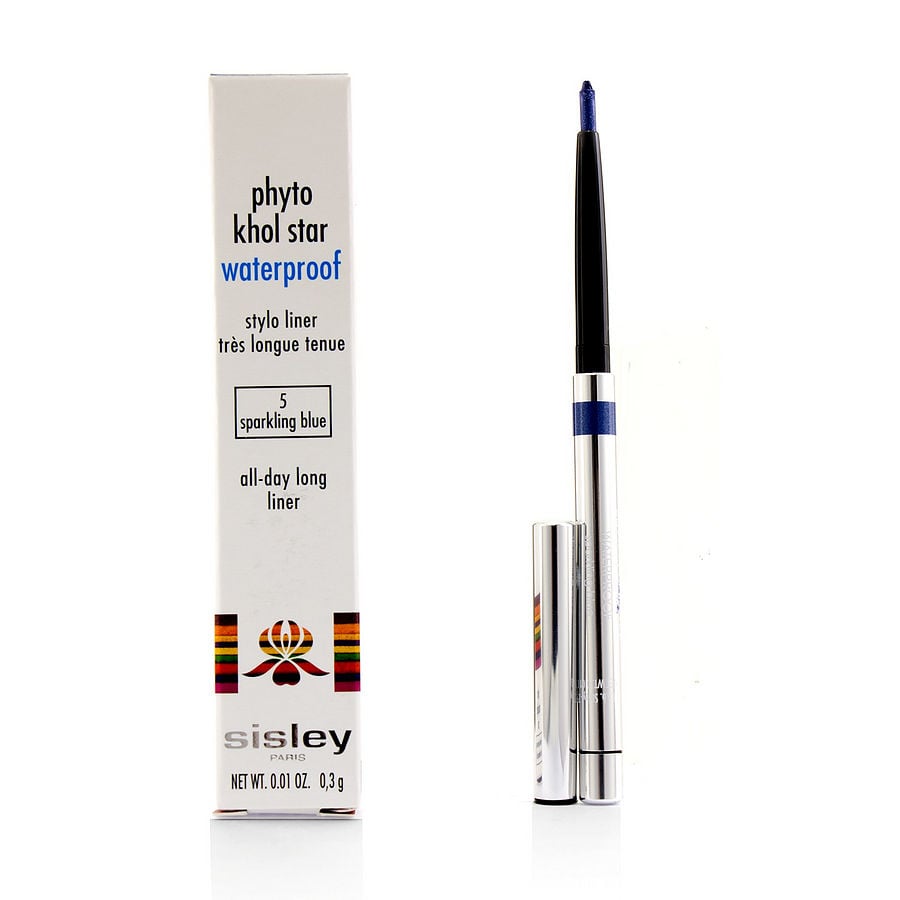 phyto
khol star
waterproof
stylo liner
très longue tenue
5
sparkling blue
all-day long
liner
sisley
PARIS
NET WT. 0.01 OZ. 0,3 g
WATERPROOF